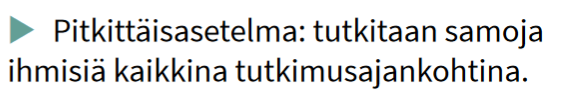 ▶ Pitkittäisasetelma: tutkitaan samoja
ihmisiä kaikkina tutkimusajankohtina.